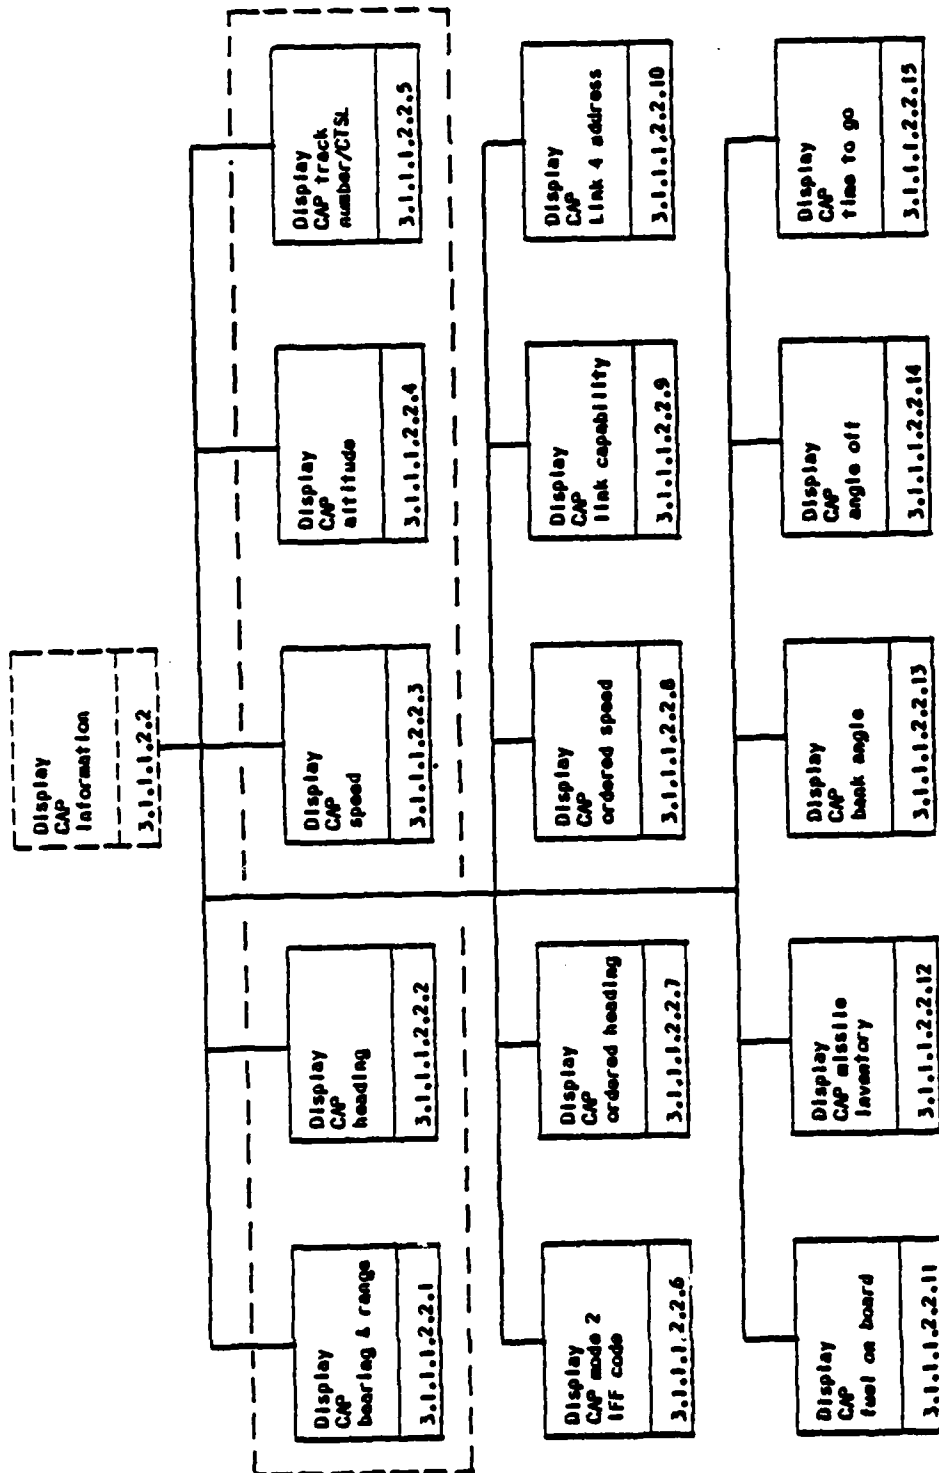 Display
CAP
Information
3.1.1.1.2.2
Display
CAP
bearing & range
3.1.1.1.2.2.1
Display
CAP
heading
3.1.1.1.2.2.2
Display
CAP
speed
3.1.1.1.2.2.3
Display
CAP
altitude
3.1.1.1.2.2.4
Display
CAP track
number/CTSL
3.1.1.1.2.2.5
Display
CAP mode 2
IFF code
3.1.1.1.2.2.6
Display
CAP
ordered heading
3.1.1.1.2.2.7
Display
CAP
ordered speed
3.1.1.1.2.2.8
Display
CAP
link capability
3.1.1.1.2.2.9
Display
CAP
Link 4 address
3.1.1.1.2.2.10
Display
CAP
fuel on board
3.1.1.1.2.2.11
Display
CAP missile
inventory
3.1.1.1.2.2.12
Display
CAP
bank angle
3.1.1.1.2.2.13
Display
CAP
angle off
3.1.1.1.2.2.14
Display
CAP
time to go
3.1.1.1.2.2.15